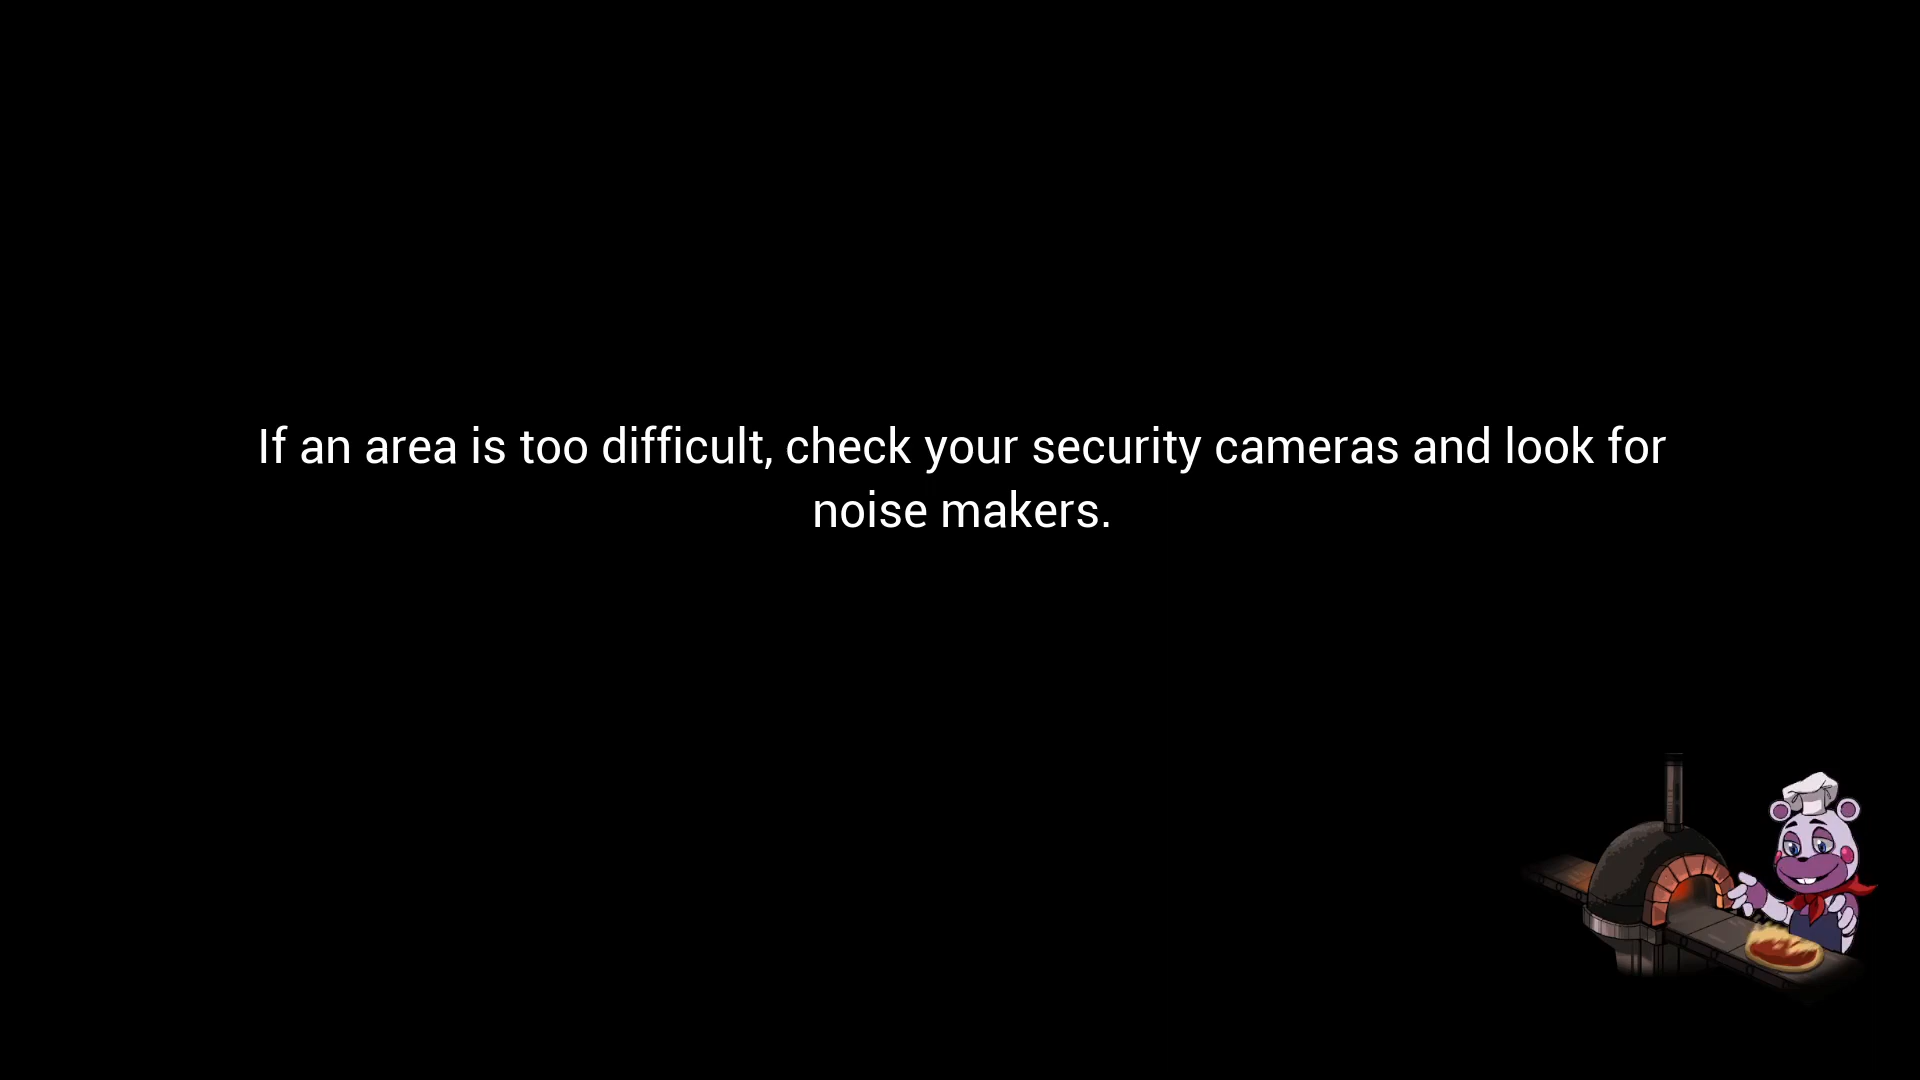 If an area is too difficult, check your security cameras and look for
noise makers.